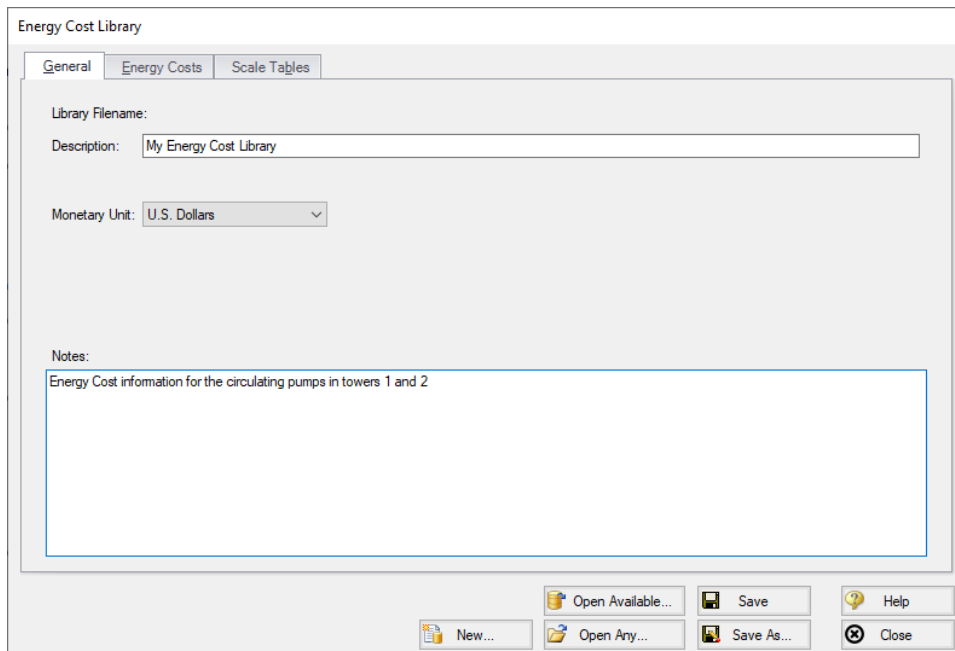 Energy Cost Library
General Energy Costs Scale Tables
Library Filename:
Description: My Energy Cost Library
Monetary Unit: U.S. Dollars
Notes:
Energy Cost information for the circulating pumps in towers 1 and 2
Open Available... Save Help
New... Open Any... Save As... Close